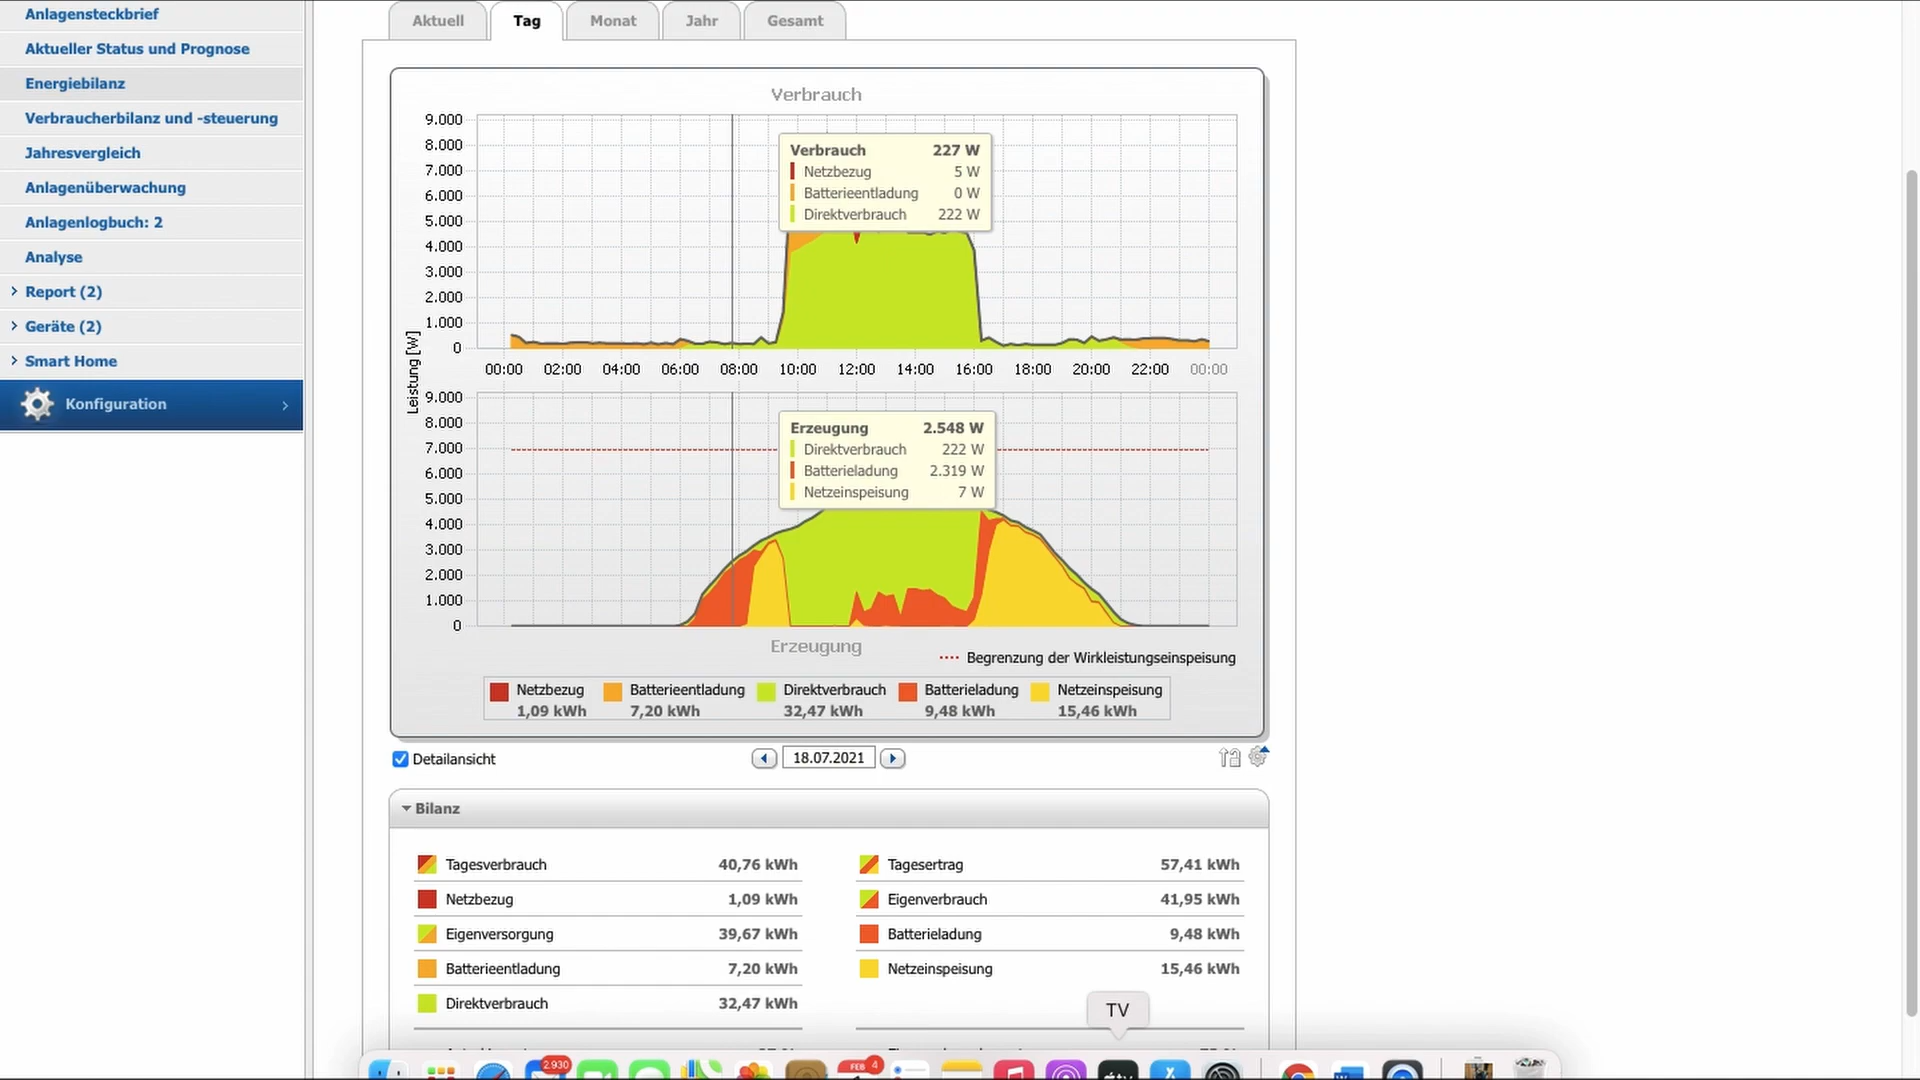 Anlagensteckbrief
Aktueller Status und Prognose
Energiebilanz
Verbraucherbilanz und -steuerung
Jahresvergleich
Anlagenüberwachung
Anlagenlogbuch: 2
Analyse
Report (2)
Geräte (2)
Smart Home
Konfiguration
Aktuell Tag Monat Jahr Gesamt
Verbrauch
9.000
8.000
7.000
6.000
5.000
4.000
3.000
2.000
1.000
0
Verbrauch 227 W
Netzbezug 5 W
Batterieentladung 0 W
Direktverbrauch 222 W
00:00 02:00 04:00 06:00 08:00 10:00 12:00 14:00 16:00 18:00 20:00 22:00 00:00
Leistung [W]
9.000
8.000
7.000
6.000
5.000
4.000
3.000
2.000
1.000
0
Erzeugung 2.548 W
Direktverbrauch 222 W
Batterieladung 2.319 W
Netzeinspeisung 7 W
Erzeugung
Begrenzung der Wirkleistungseinspeisung
Netzbezug Batterieentladung Direktverbrauch Batterieladung Netzeinspeisung
1,09 kWh 7,20 kWh 32,47 kWh 9,48 kWh 15,46 kWh
Detailansicht
18.07.2021
Bilanz
Tagesverbrauch 40,76 kWh
Netzbezug 1,09 kWh
Eigenversorgung 39,67 kWh
Batterieentladung 7,20 kWh
Direktverbrauch 32,47 kWh
Tagesertrag 57,41 kWh
Eigenverbrauch 41,95 kWh
Batterieladung 9,48 kWh
Netzeinspeisung 15,46 kWh
TV
2.930
FEB 4